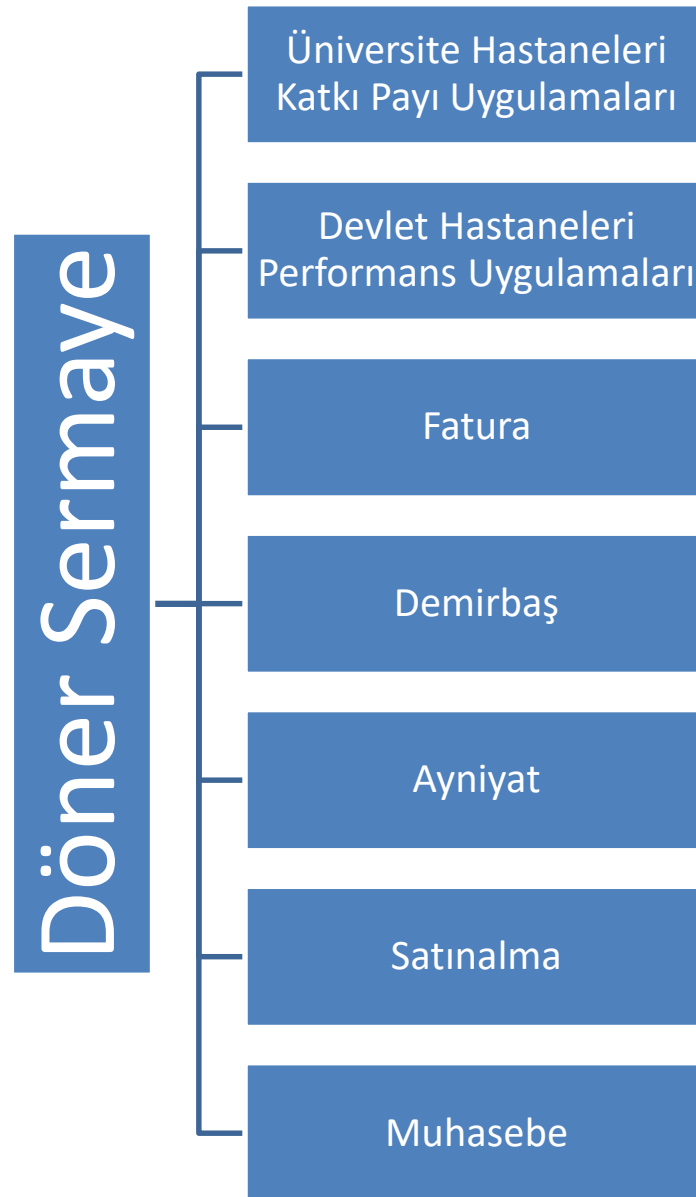 Döner Sermaye
Üniversite Hastaneleri
Katkı Payı Uygulamaları
Devlet Hastaneleri
Performans Uygulamaları
Fatura
Demirbaş
Ayniyat
Satınalma
Muhasebe